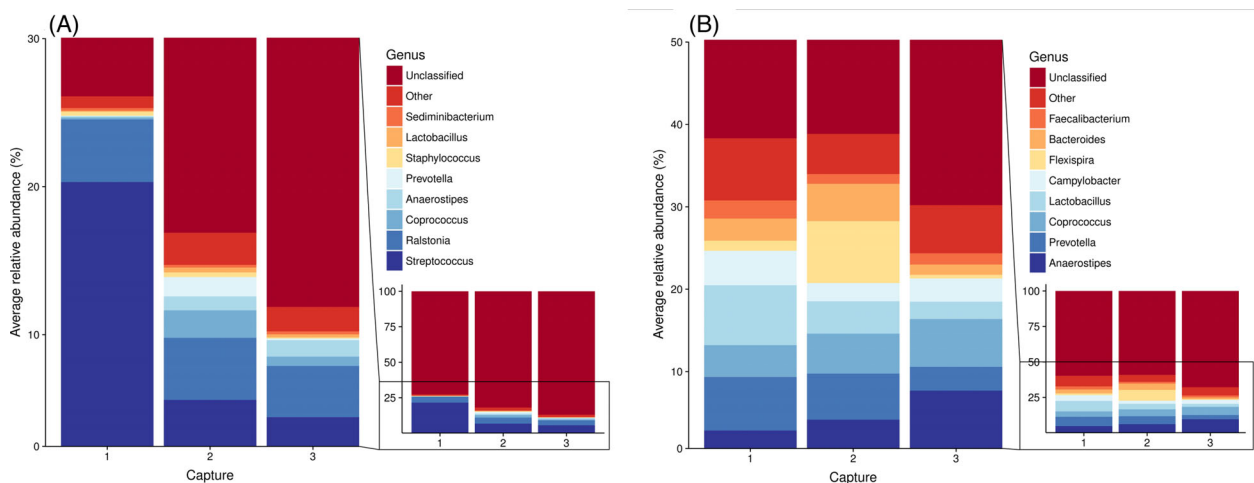 (A)
30
20
10
0
Average relative abundance (%)
1 2 3
Capture
Genus
Unclassified
Other
Sediminibacterium
Lactobacillus
Staphylococcus
Prevotella
Anaerostipes
Coprococcus
Ralstonia
Streptococcus
100
75
50
25
1 2 3
(B)
50
40
30
20
10
0
Average relative abundance (%)
1 2 3
Capture
Genus
Unclassified
Other
Faecalibacterium
Bacteroides
Flexispira
Campylobacter
Lactobacillus
Coprococcus
Prevotella
Anaerostipes
100
75
50
25
1 2 3